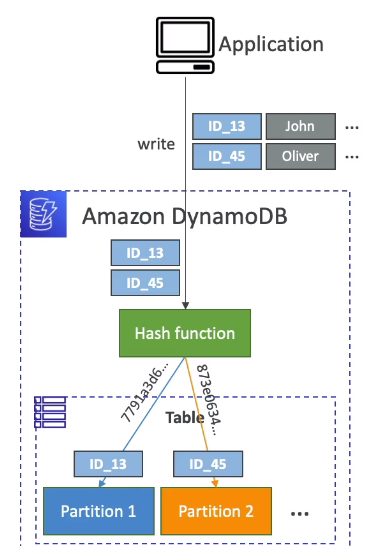 Application
write
ID_13 John ...
ID_45 Oliver ...
Amazon DynamoDB
ID_13
ID_45
Hash function
7791a3d6...
873e0634...
Table
ID_13 ID_45
Partition 1 Partition 2 ...